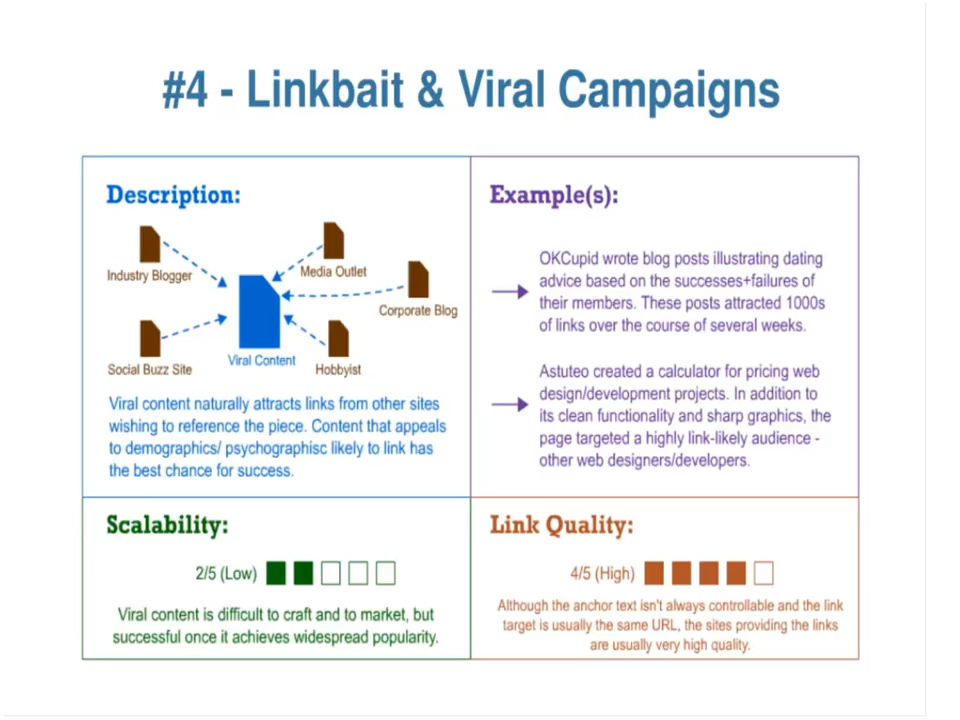 #4 - Linkbait & Viral Campaigns
Description:
Industry Blogger
Media Outlet
Corporate Blog
Social Buzz Site
Viral Content
Hobbyist
Viral content naturally attracts links from other sites
wishing to reference the piece. Content that appeals
to demographics/ psychographisc likely to link has
the best chance for success.
Example(s):
OKCupid wrote blog posts illustrating dating
advice based on the successes+failures of
their members. These posts attracted 1000s
of links over the course of several weeks.
Astuteo created a calculator for pricing web
design/development projects. In addition to
its clean functionality and sharp graphics, the
page targeted a highly link-likely audience -
other web designers/developers.
Scalability:
2/5 (Low)
Viral content is difficult to craft and to market, but
successful once it achieves widespread popularity.
Link Quality:
4/5 (High)
Although the anchor text isn't always controllable and the link
target is usually the same URL, the sites providing the links
are usually very high quality.